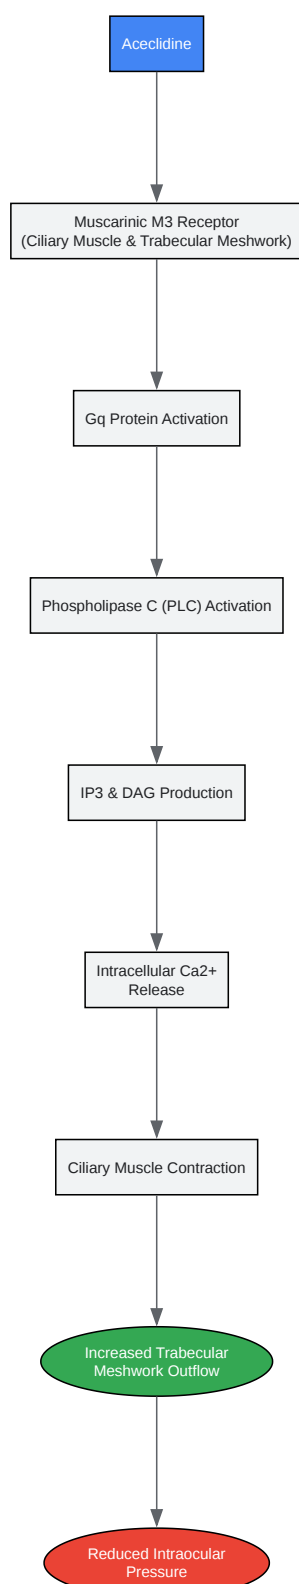 Aceclidine
Muscarinic M3 Receptor
(Ciliary Muscle & Trabecular Meshwork)
Gq Protein Activation
Phospholipase C (PLC) Activation
IP3 & DAG Production
Intracellular Ca2+
Release
Ciliary Muscle Contraction
Increased Trabecular
Meshwork Outflow
Reduced Intraocular
Pressure